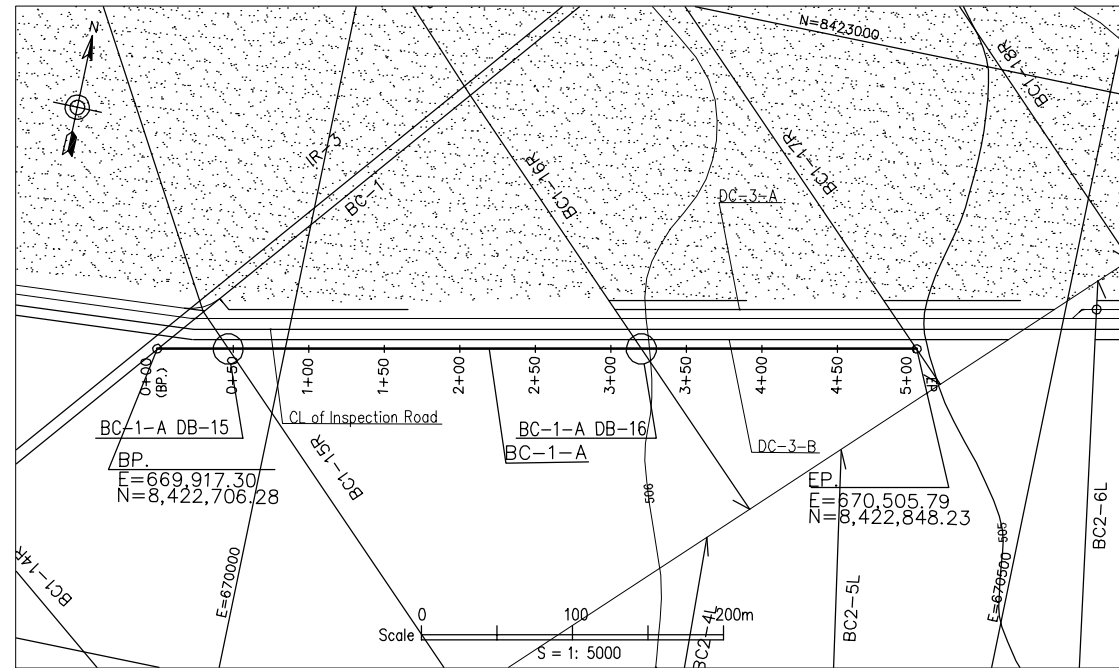 N
N=8423000
BC1-18R
IR-3
BC-1
BC1-16R
BC1-17R
DC-3-A
0+00
(BP.)
0+50
1+00
1+50
2+00
2+50
3+00
3+50
4+00
4+50
5+00
EP.
BC-1-A DB-15
CL of Inspection Road
BC-1-A DB-16
BC-1-A
DC-3-B
BP.
E=669,917.30
N=8,422,706.28
BC1-15R
506
EP.
E=670,505.79
N=8,422,848.23
BC2-6L
505
BC1-14R
E=670000
E=670500
BC2-5L
BC2-4L
0 100 200m
Scale
S = 1: 5000